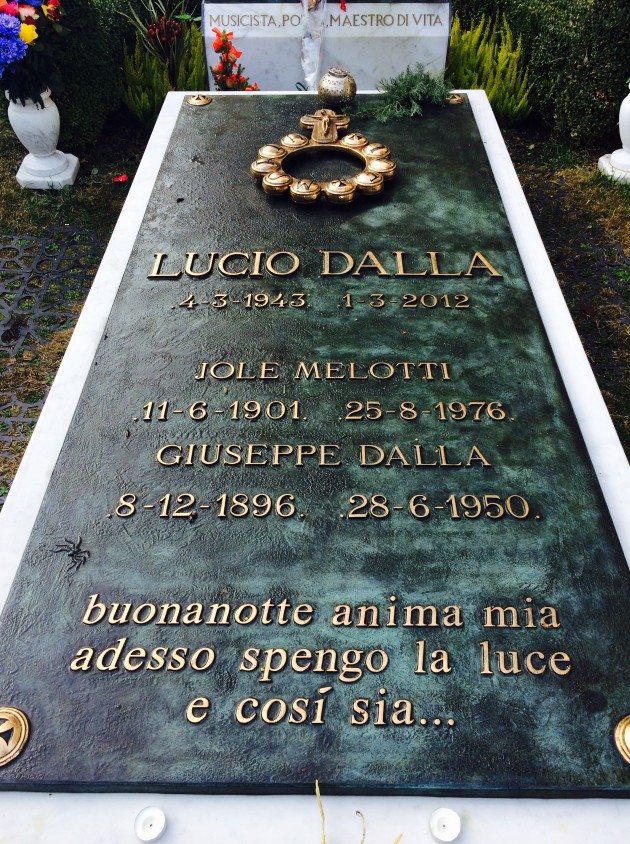 MUSICISTA, PO MAESTRO DI VITA
LUCIO DALLA
4-3-1943. 1-3-2012
JOLE MELOTTI
.11-6-1901. .25-8-1976.
GIUSEPPE DALLA
.8-12-1896. .28-6-1950.
buonanotte anima mia
adesso spengo la luce
e cosí sia...